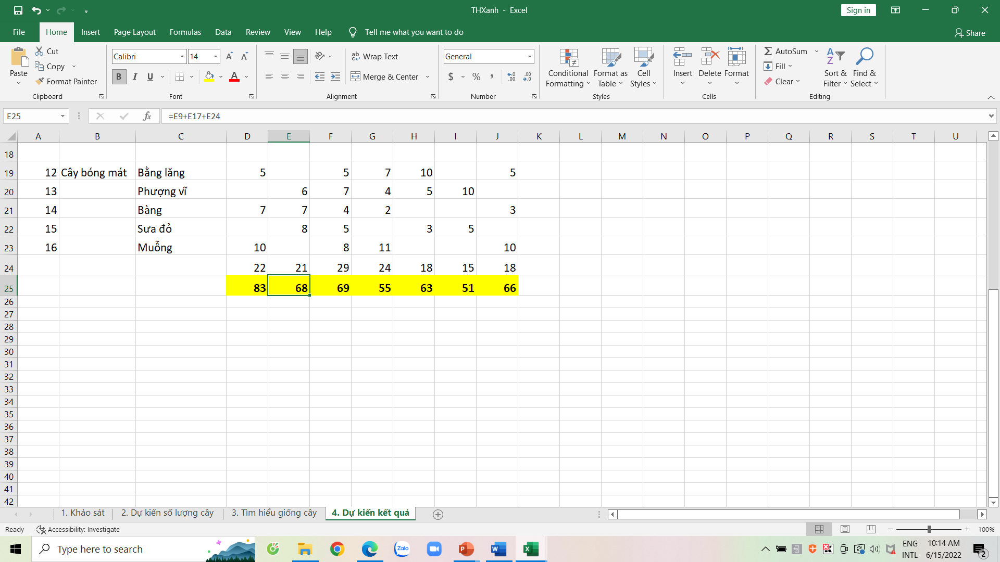 THXanh - Excel
Sign in
File Home Insert Page Layout Formulas Data Review View Help Tell me what you want to do Share
Paste
Cut
Copy
Format Painter
Clipboard
Calibri 14
B I U
Font
Wrap Text
Merge & Center
Alignment
General
$ % ,
Number
Conditional Formatting
Format as Table
Cell Styles
Styles
Insert Delete Format
Cells
AutoSum
Fill
Clear
Sort & Filter
Find & Select
Editing
E25 fx =E9+E17+E24
A B C D E F G H I J K L M N O P Q R S T U
18
19 12 Cây bóng mát Bằng lăng 5 5 7 10 5
20 13 Phượng vĩ 6 7 4 5 10
21 14 Bàng 7 7 4 2 3
22 15 Sưa đỏ 8 5 3 5
23 16 Muỗng 10 8 11 10
24 22 21 29 24 18 15 18
25 83 68 69 55 63 51 66
26
27
28
29
30
31
32
33
34
35
36
37
38
39
40
41
42
1. Khảo sát 2. Dự kiến số lượng cây 3. Tìm hiểu giống cây 4. Dự kiến kết quả
Ready Accessibility: Investigate 100%
Type here to search
Zalo
ENG
INTL
10:14 AM
6/15/2022
2